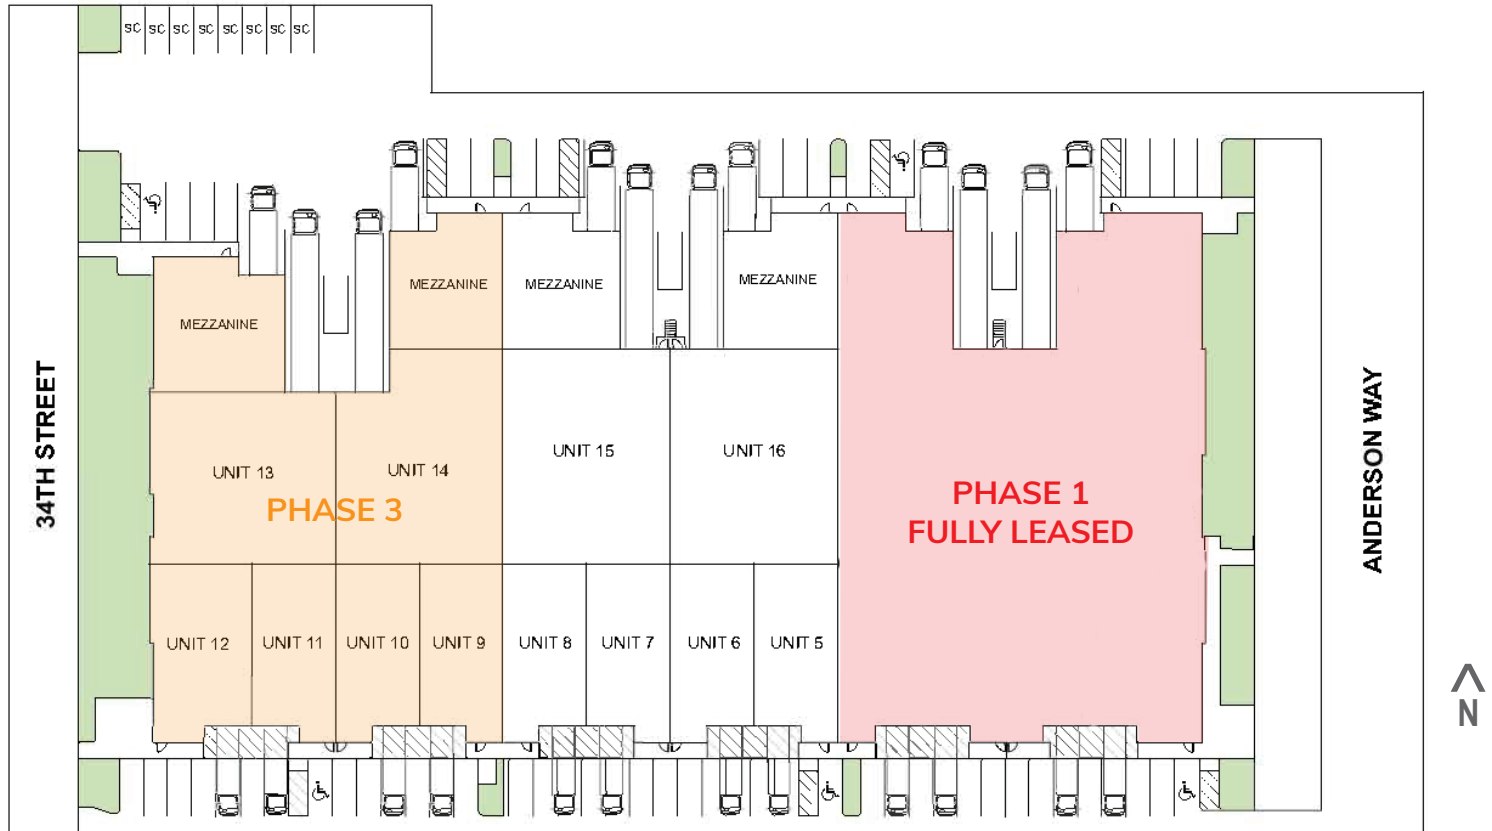 SC SC SC SC SC SC SC SC
MEZZANINE
MEZZANINE
MEZZANINE
MEZZANINE
34TH STREET
ANDERSON WAY
UNIT 13
UNIT 14
UNIT 15
UNIT 16
PHASE 3
PHASE 1
FULLY LEASED
UNIT 12
UNIT 11
UNIT 10
UNIT 9
UNIT 8
UNIT 7
UNIT 6
UNIT 5
N